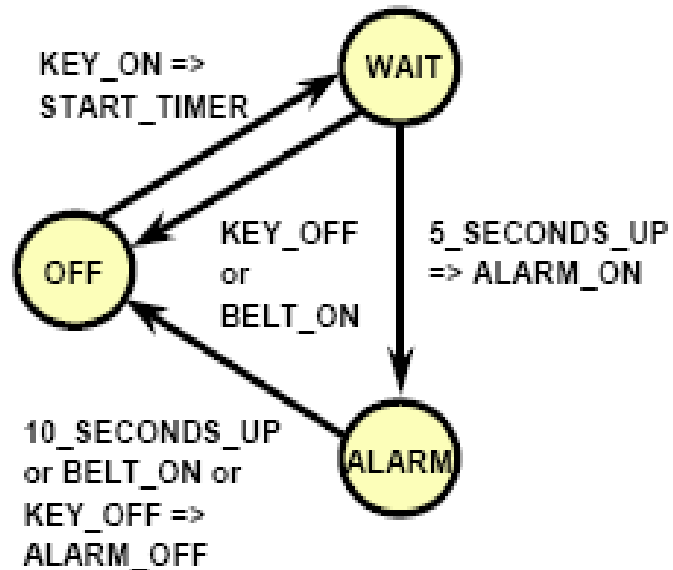 KEY_ON =>
START_TIMER
WAIT
OFF
KEY_OFF
or
BELT_ON
5_SECONDS_UP
=> ALARM_ON
10_SECONDS_UP
or BELT_ON or
KEY_OFF =>
ALARM_OFF
ALARM